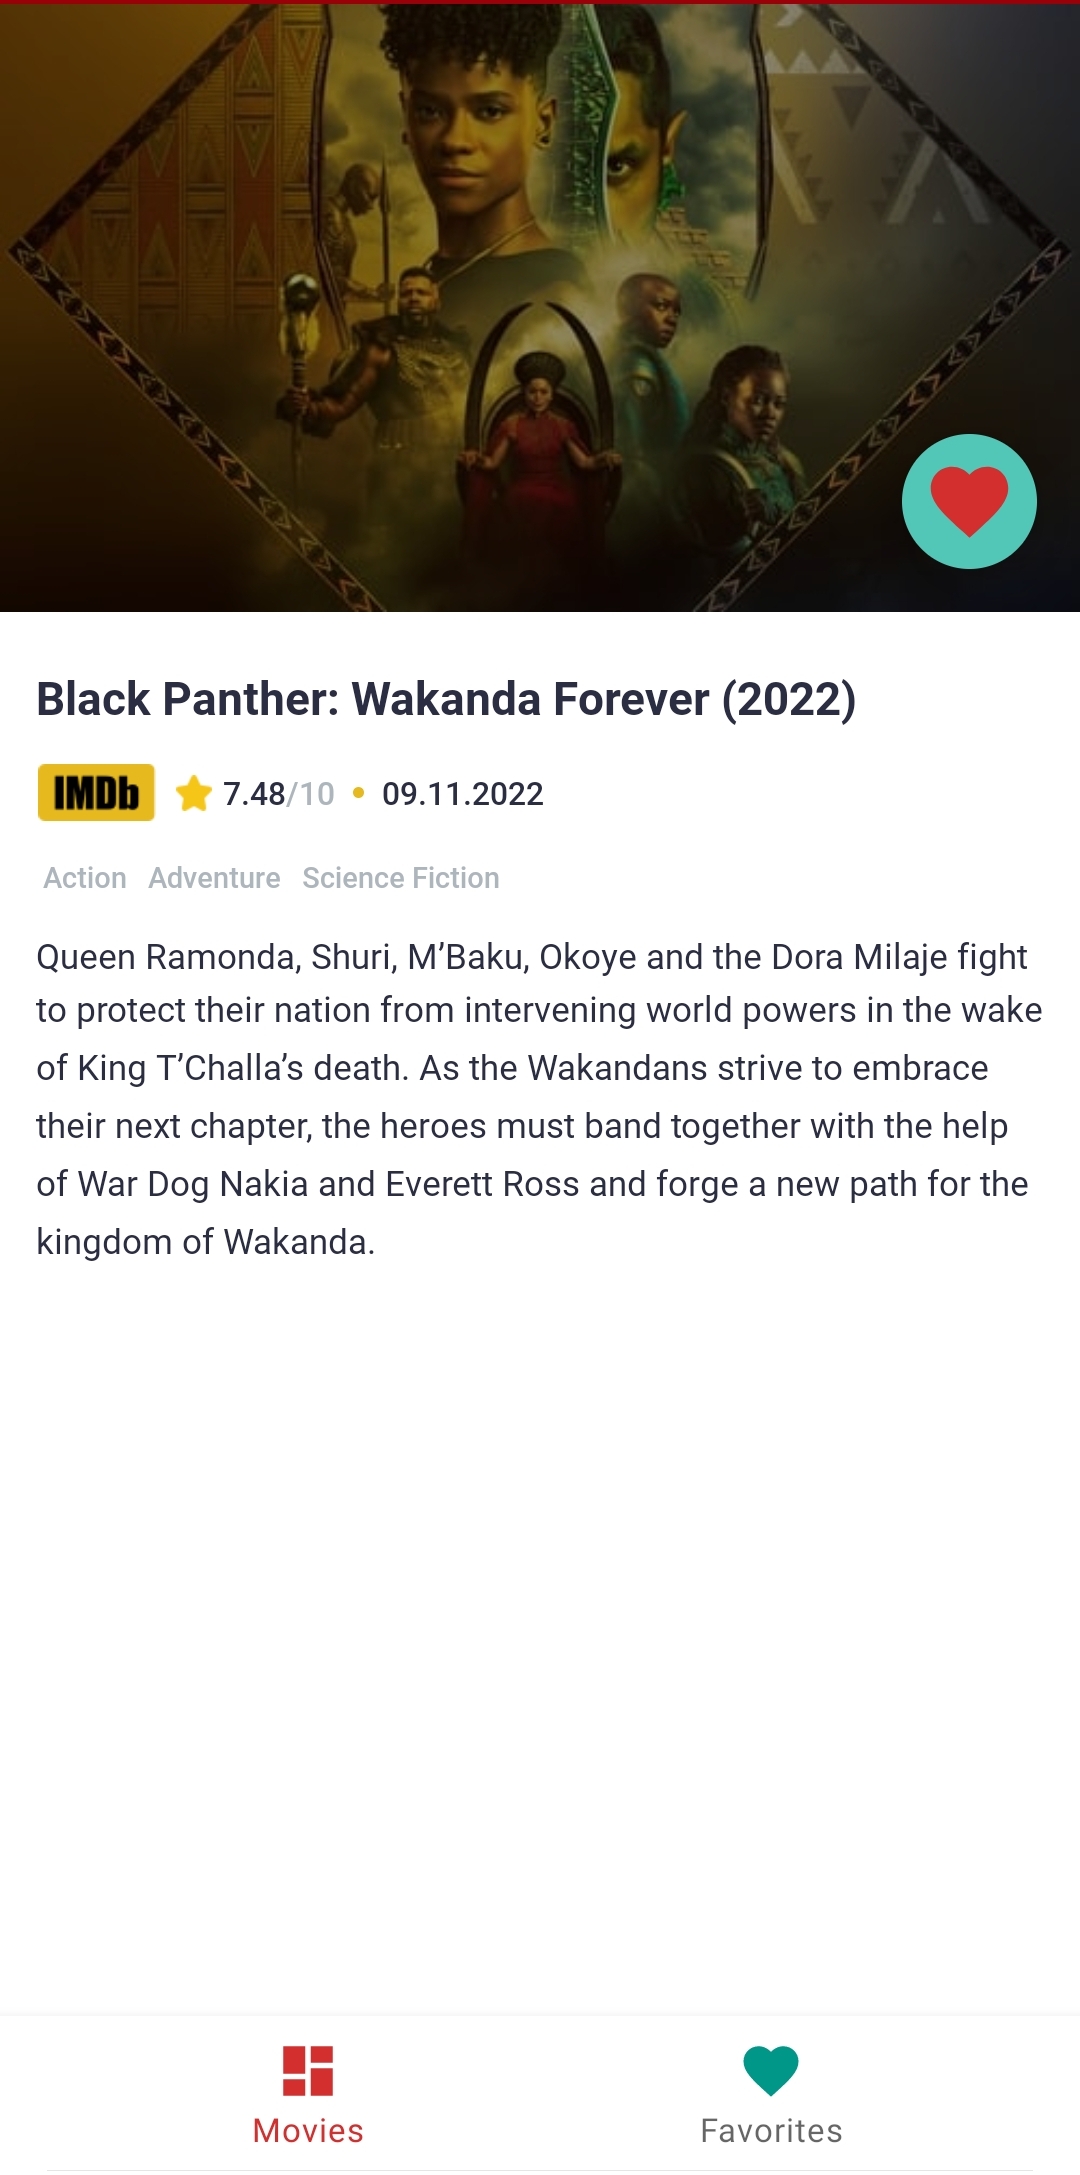 Black Panther: Wakanda Forever (2022)
IMDb 7.48/10 • 09.11.2022
Action Adventure Science Fiction
Queen Ramonda, Shuri, M’Baku, Okoye and the Dora Milaje fight
to protect their nation from intervening world powers in the wake
of King T’Challa’s death. As the Wakandans strive to embrace
their next chapter, the heroes must band together with the help
of War Dog Nakia and Everett Ross and forge a new path for the
kingdom of Wakanda.
Movies Favorites